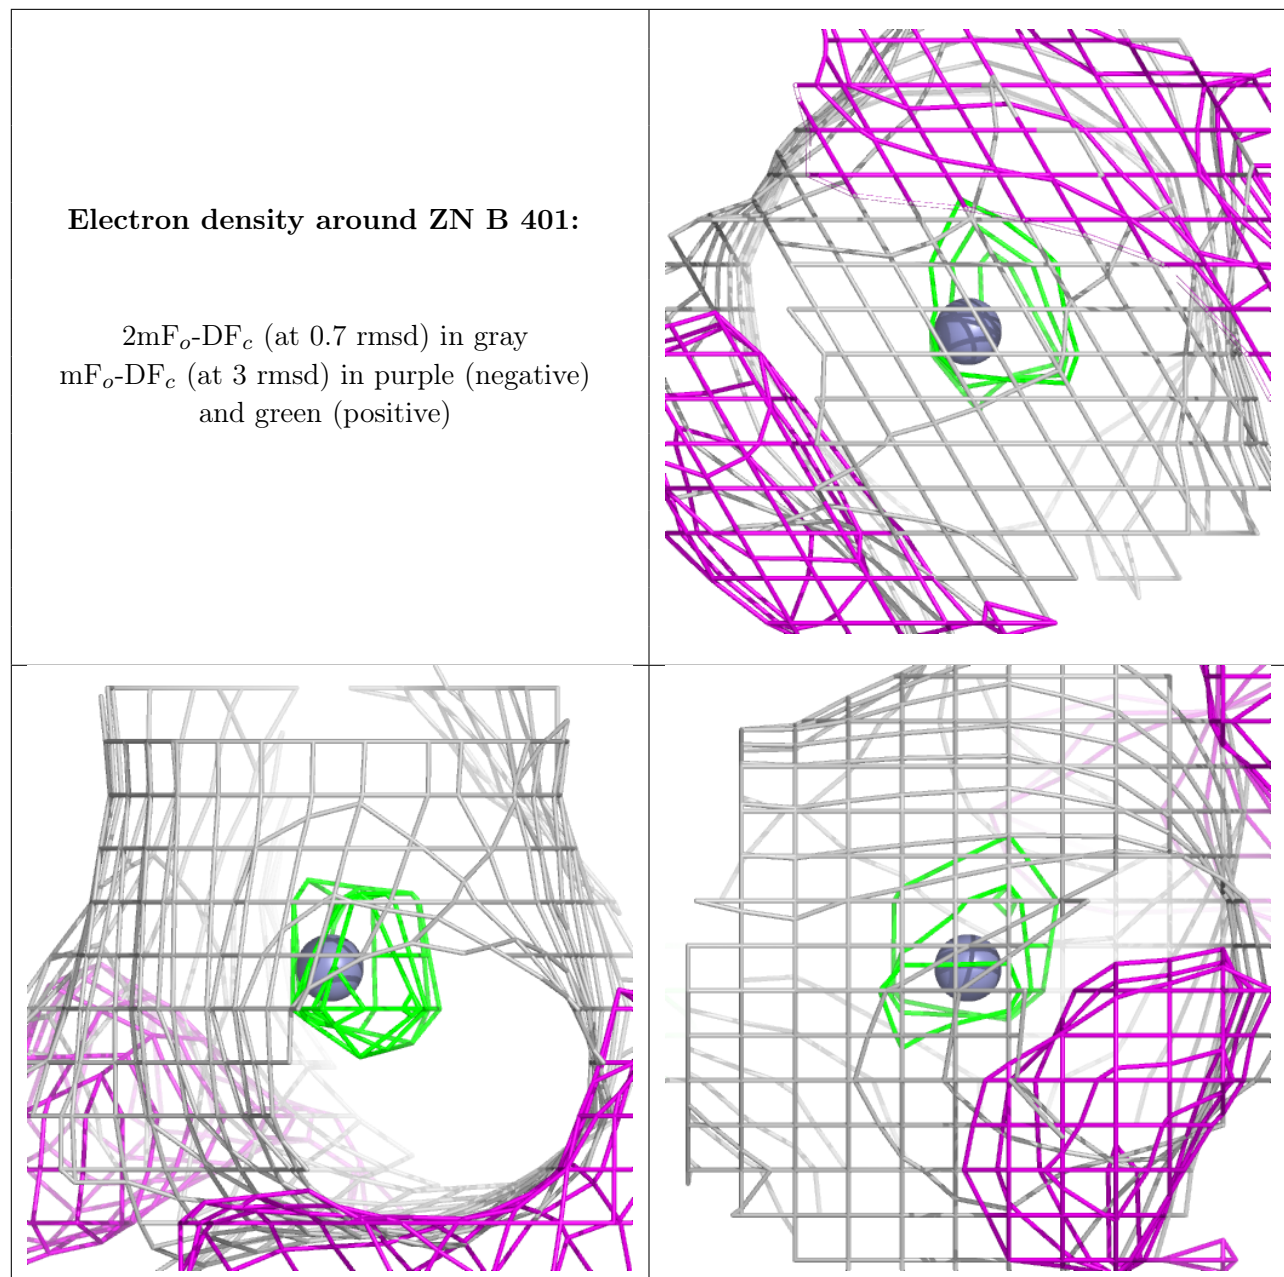 Electron density around ZN B 401:
2mFo-DFc (at 0.7 rmsd) in gray
mFo-DFc (at 3 rmsd) in purple (negative)
and green (positive)